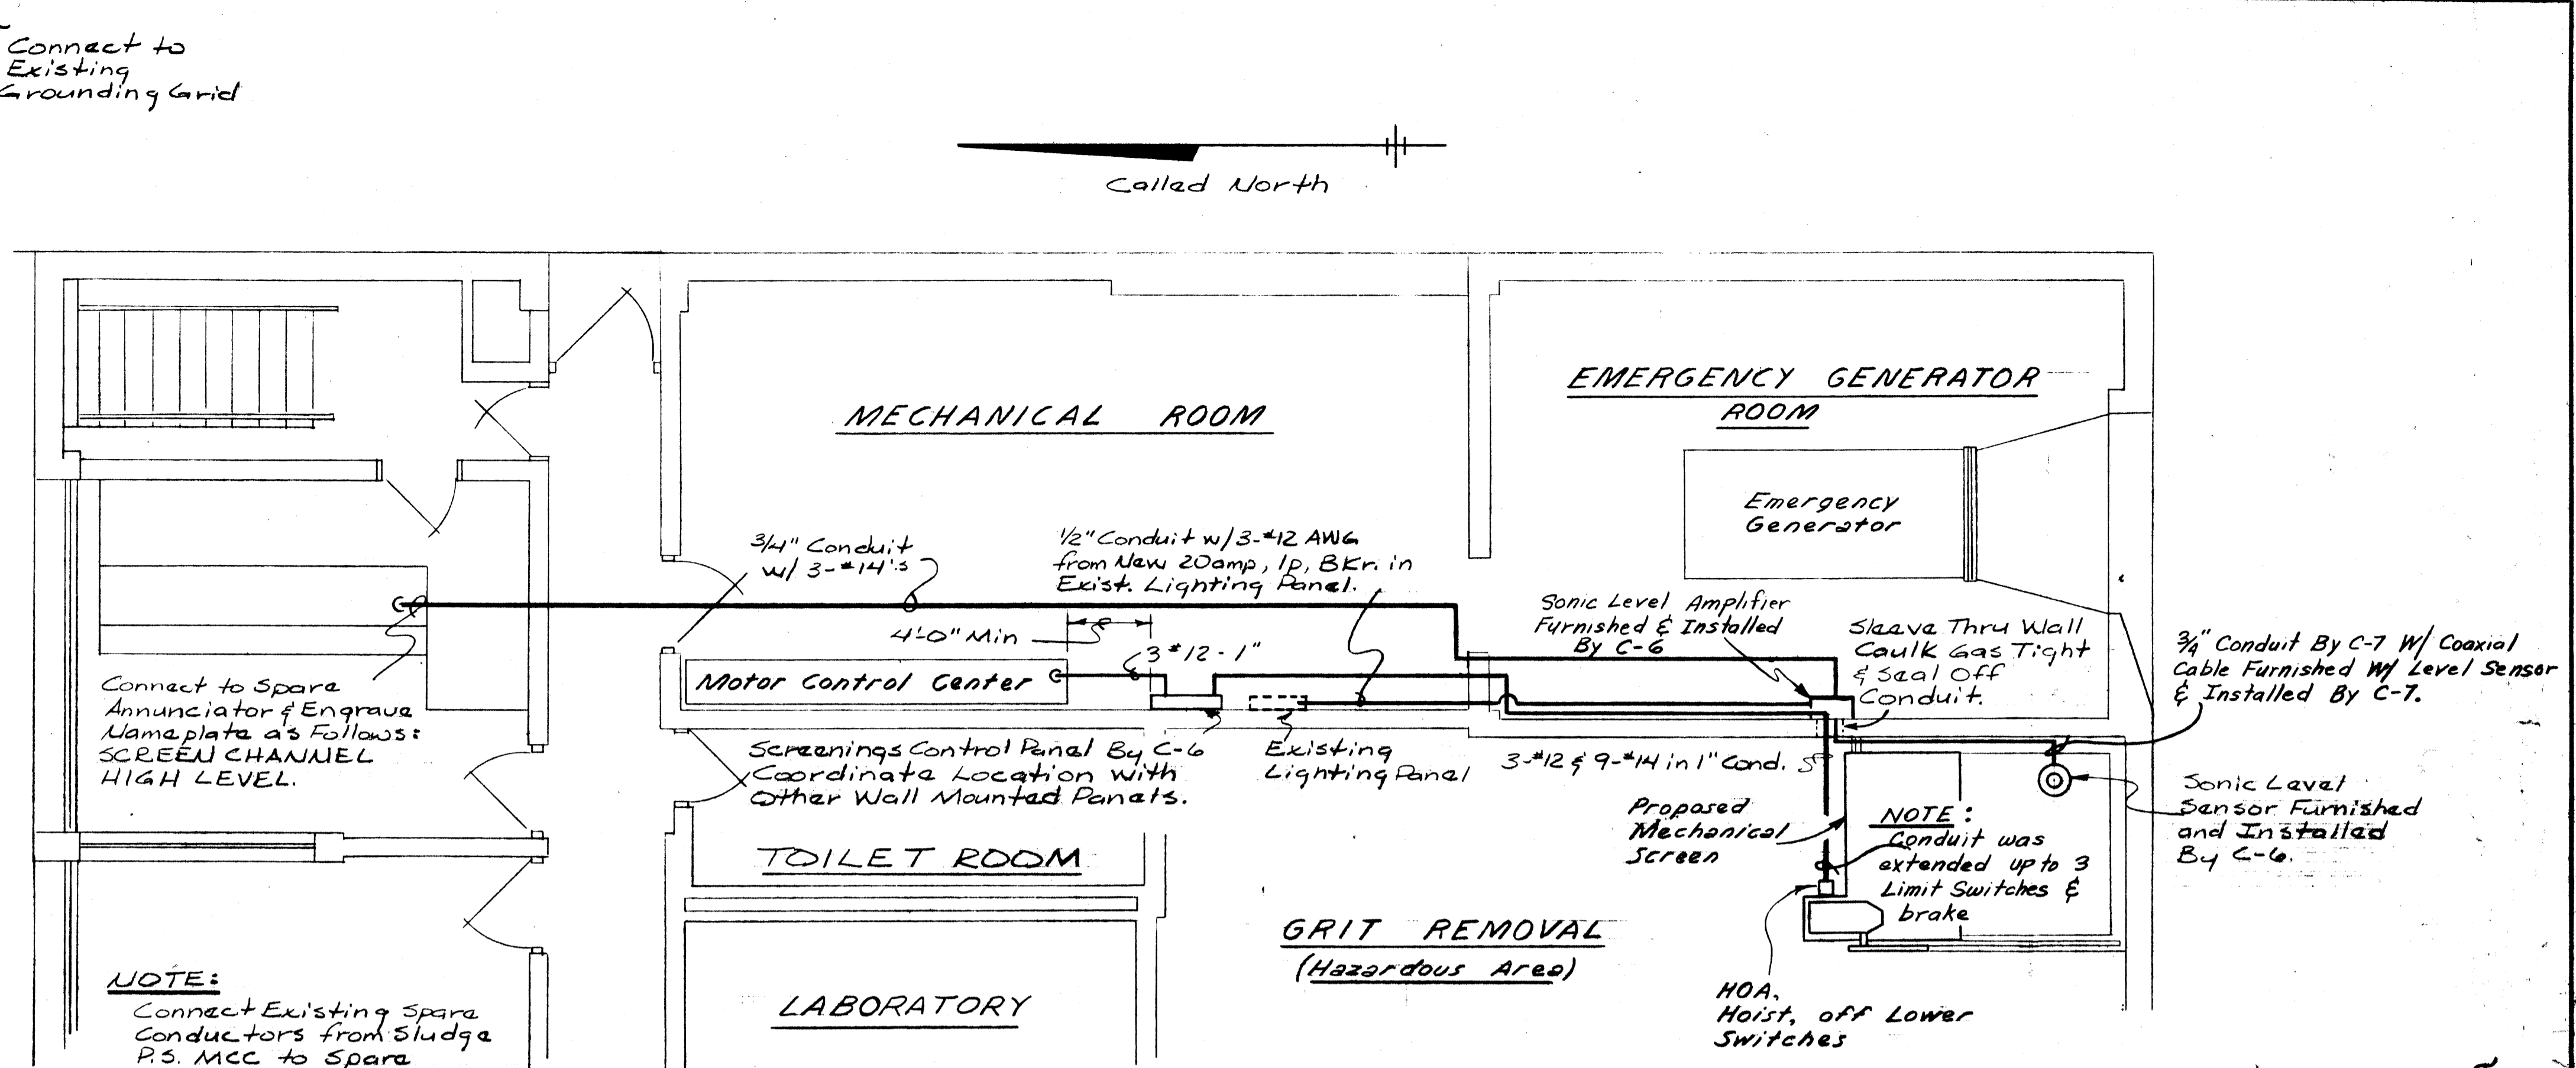 Connect to
Existing
Grounding Grid
Called North
MECHANICAL ROOM
EMERGENCY GENERATOR
ROOM
Emergency
Generator
3/4" Conduit
w/ 3-#14's
1/2" Conduit w/3-#12 AWG
from New 20amp, 1p, BKr. in
Exist. Lighting Panel.
4'-0" Min
3#12-1"
Sonic Level Amplifier
Furnished & Installed
By C-6
Sleeve Thru Wall
Caulk Gas Tight
& Seal Off
Conduit.
3/4" Conduit By C-7 W/ Coaxial
Cable Furnished W/ Level Sensor
& Installed By C-7.
Motor Control Center
Connect to Spare
Annunciator & Engrave
Nameplate as Follows:
SCREEN CHANNEL
HIGH LEVEL.
Screenings Control Panel By C-6
Coordinate Location with
Other Wall Mounted Panels.
Existing
Lighting Panel
3-#12 & 9-#14 in 1" Cond.
Proposed
Mechanical
Screen
NOTE:
Conduit was
extended up to 3
Limit Switches &
brake
Sonic Level
Sensor Furnished
and Installed
By C-6.
TOILET ROOM
GRIT REMOVAL
(Hazardous Area)
HOA,
Hoist, off Lower
Switches
LABORATORY
NOTE:
Connect Existing Spare
Conductors from Sludge
P.S. MCC to Spare